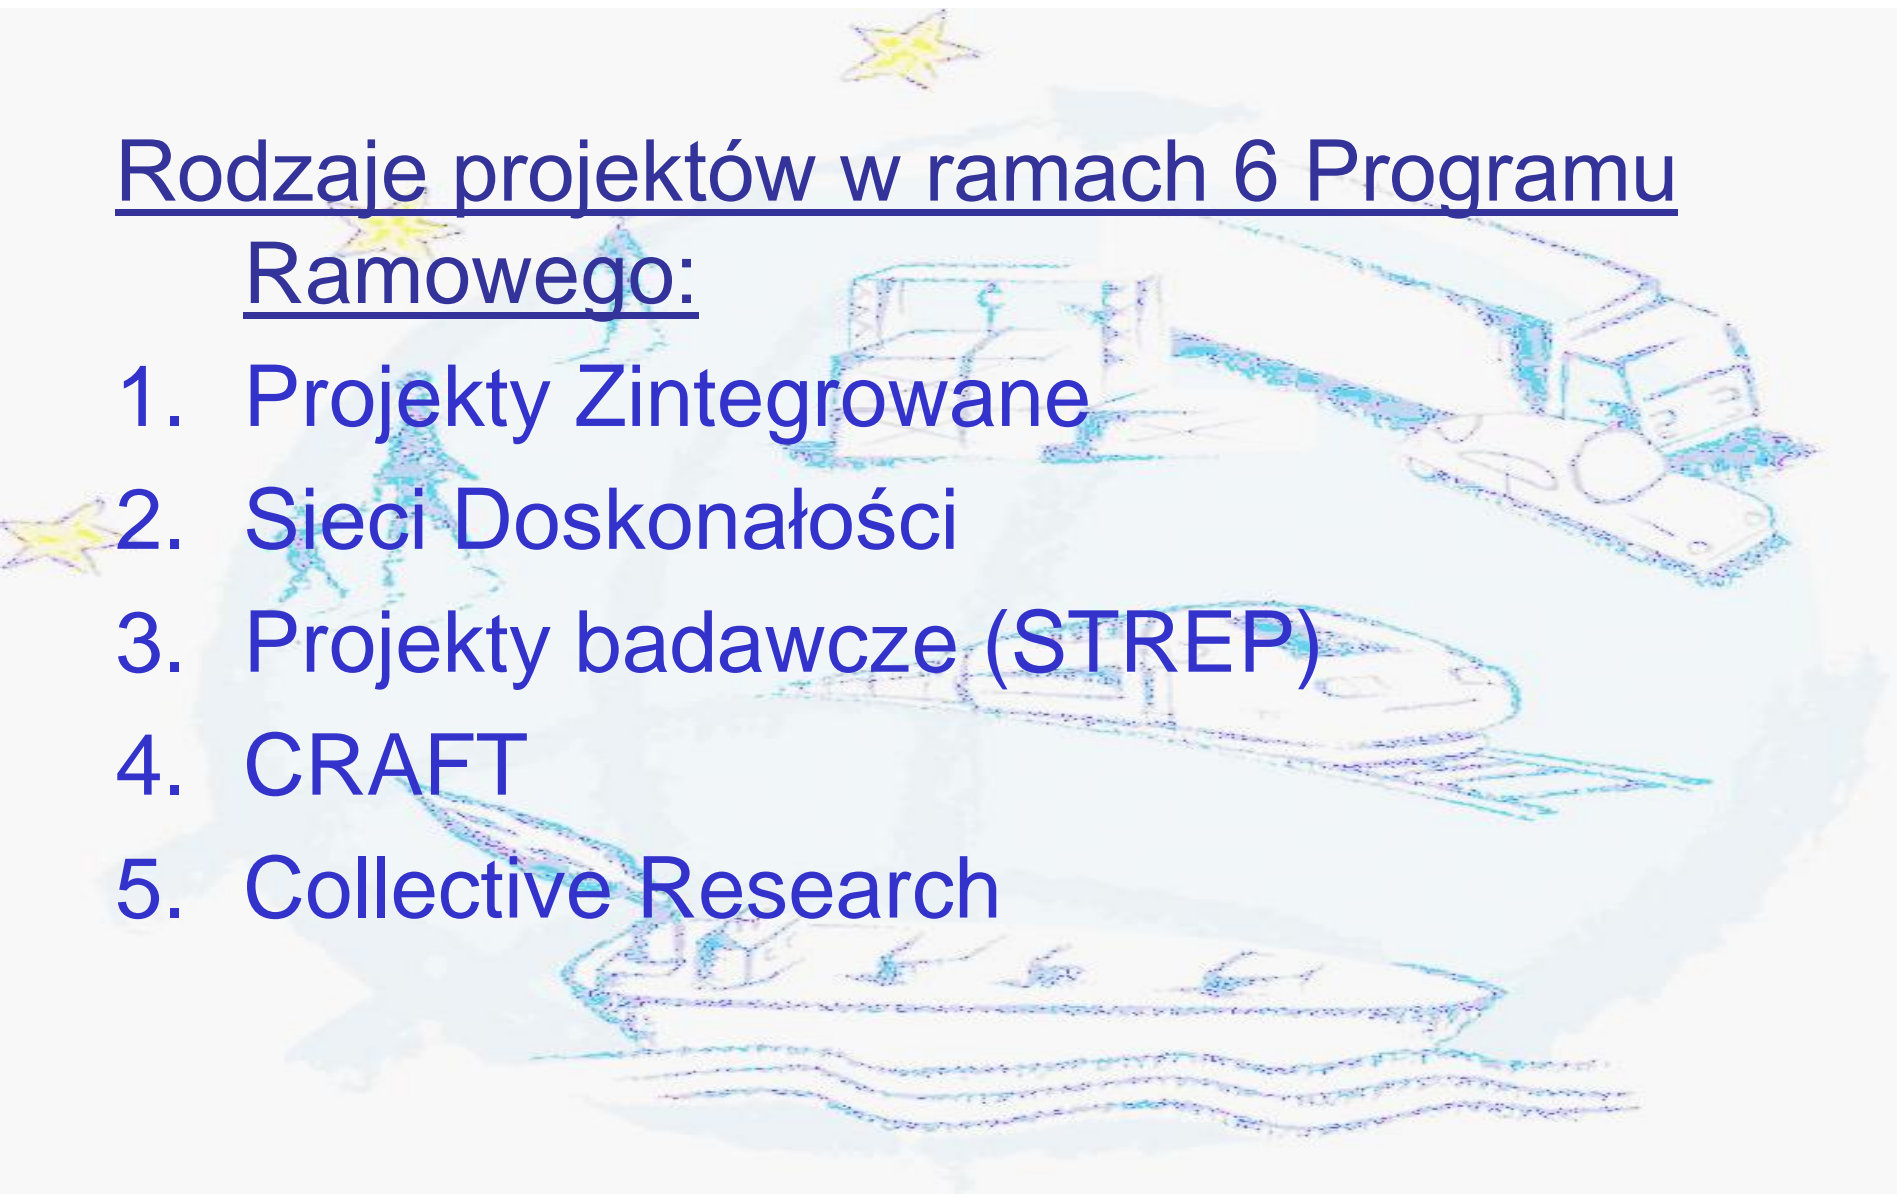 Rodzaje projektów w ramach 6 Programu
Ramowego:
1. Projekty Zintegrowane
2. Sieci Doskonałości
3. Projekty badawcze (STREP)
4. CRAFT
5. Collective Research